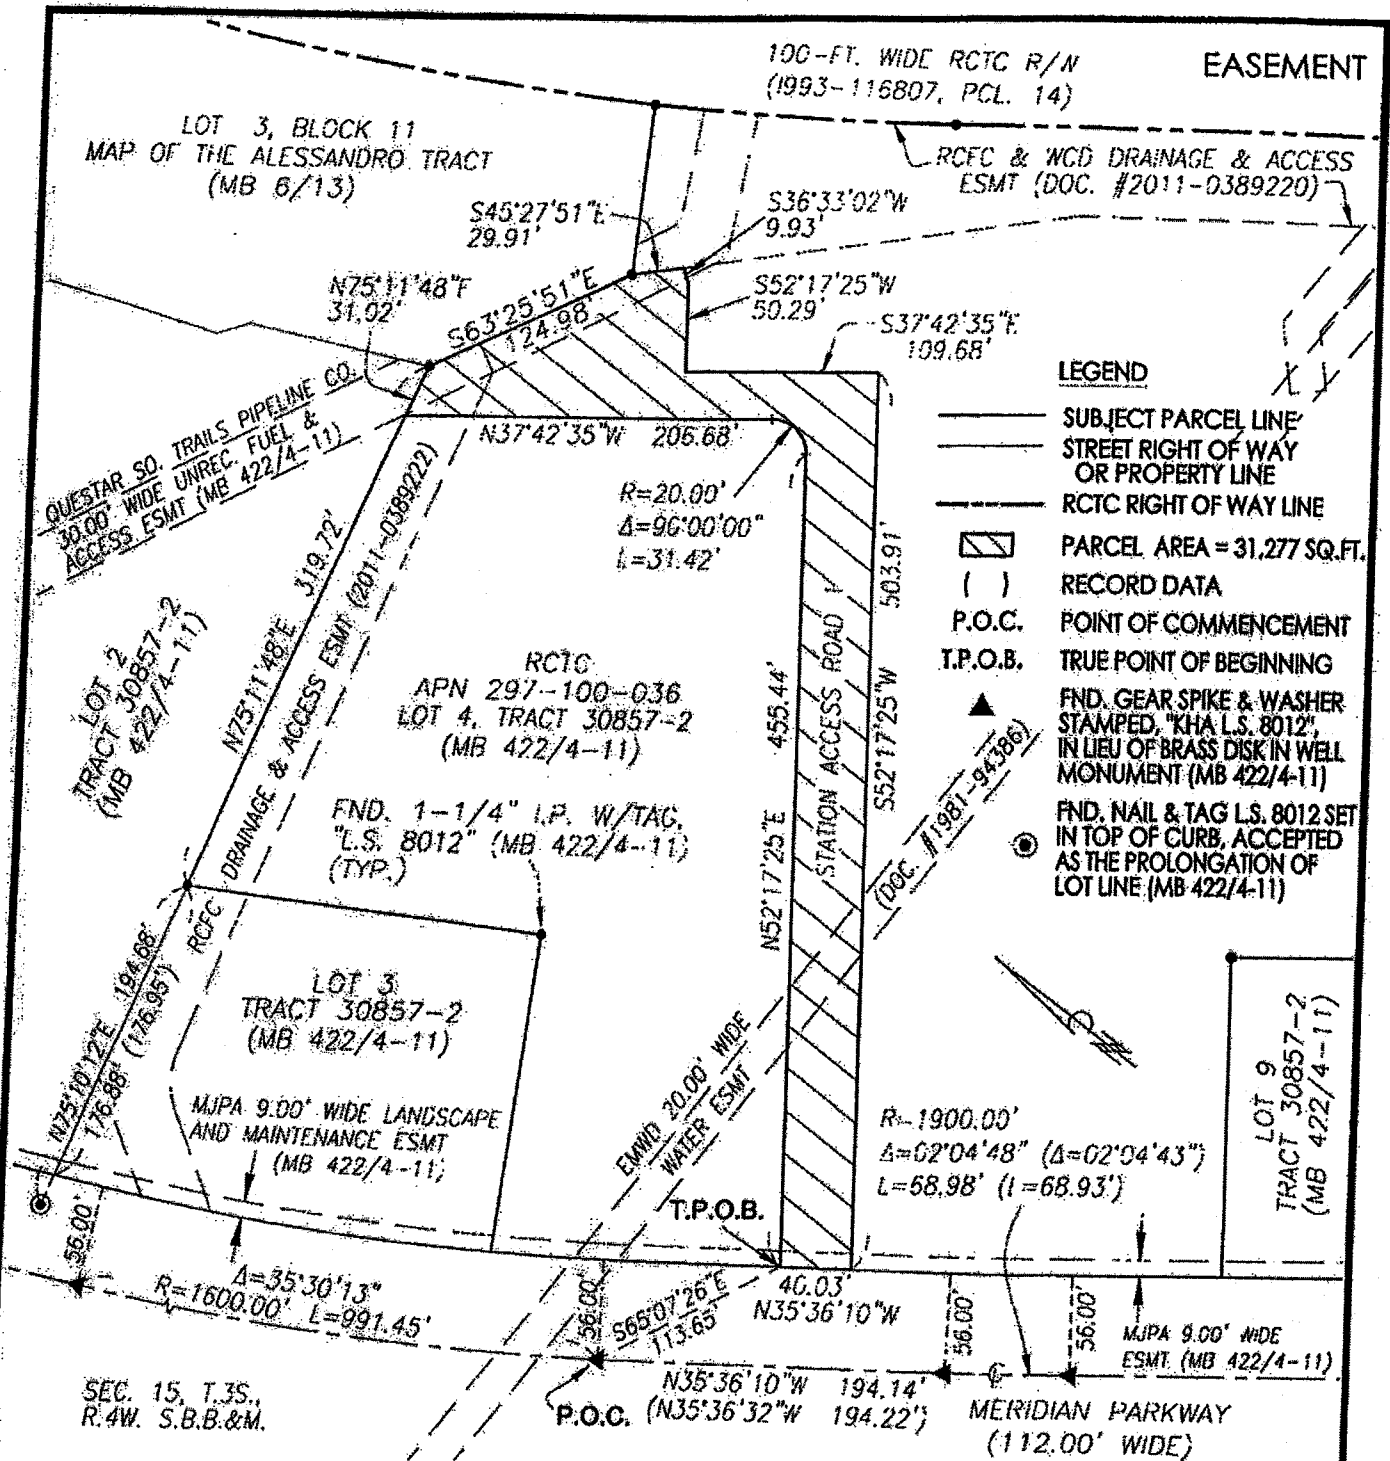 100-FT. WIDE RCTC R/N
(1993-116807, PCL. 14)
EASEMENT
LOT 3, BLOCK 11
MAP OF THE ALESSANDRO TRACT
(MB 6/13)
RCFC & WCD DRAINAGE & ACCESS
ESMT (DOC. #2011-0389220)
S45°27'51"E
29.91'
S36°33'02"W
9.93'
N75°11'48"E
31.02'
S63°25'51"E
124.98'
S52°17'25"W
50.29'
S37°42'35"E
109.68'
QUESTAR SO. TRAILS PIPELINE CO.
30.00' WIDE UNREC. FUEL &
ACCESS ESMT (MB 422/4-11)
N37°42'35"W 206.68'
R=20.00'
Δ=90°00'00"
L=31.42'
LEGEND
SUBJECT PARCEL LINE
STREET RIGHT OF WAY
OR PROPERTY LINE
RCTC RIGHT OF WAY LINE
PARCEL AREA = 31,277 SQ.FT.
( ) RECORD DATA
P.O.C. POINT OF COMMENCEMENT
T.P.O.B. TRUE POINT OF BEGINNING
FND. GEAR SPIKE & WASHER
STAMPED, "KHA L.S. 8012",
IN LIEU OF BRASS DISK IN WELL
MONUMENT (MB 422/4-11)
FND. NAIL & TAG L.S. 8012 SET
IN TOP OF CURB, ACCEPTED
AS THE PROLONGATION OF
LOT LINE (MB 422/4-11)
N75°11'48"E 319.72'
RCFC DRAINAGE & ACCESS ESMT (2011-0389222)
LOT 2
TRACT 30857-2
(MB 422/4-11)
RCTC
APN 297-100-036
LOT 4, TRACT 30857-2
(MB 422/4-11)
FND. 1-1/4" I.P. W/TAG,
"L.S. 8012" (MB 422/4-11)
(TYP.)
N52°17'25"E 455.44'
STATION ACCESS ROAD 1
S52°17'25"W 503.91'
(DOC. #1981-94386)
LOT 3
TRACT 30857-2
(MB 422/4-11)
N75°10'12"E 194.68'
176.88' (176.95')
MJPA 9.00' WIDE LANDSCAPE
AND MAINTENANCE ESMT
(MB 422/4-11)
EMWD 20.00' WIDE
WATER ESMT
T.P.O.B.
R=1900.00'
Δ=02°04'48" (Δ=02°04'43")
L=68.98' (L=68.93')
LOT 9
TRACT 30857-2
(MB 422/4-11)
56.00'
Δ=35°30'13"
R=1600.00' L=991.45'
56.00'
S65°07'26"E
113.65'
40.03'
N35°36'10"W
56.00'
56.00'
MJPA 9.00' WIDE
ESMT (MB 422/4-11)
SEC. 15, T.3S.,
R.4W. S.B.B.&M.
P.O.C.
N35°36'10"W 194.14'
(N35°36'32"W 194.22')
MERIDIAN PARKWAY
(112.00' WIDE)